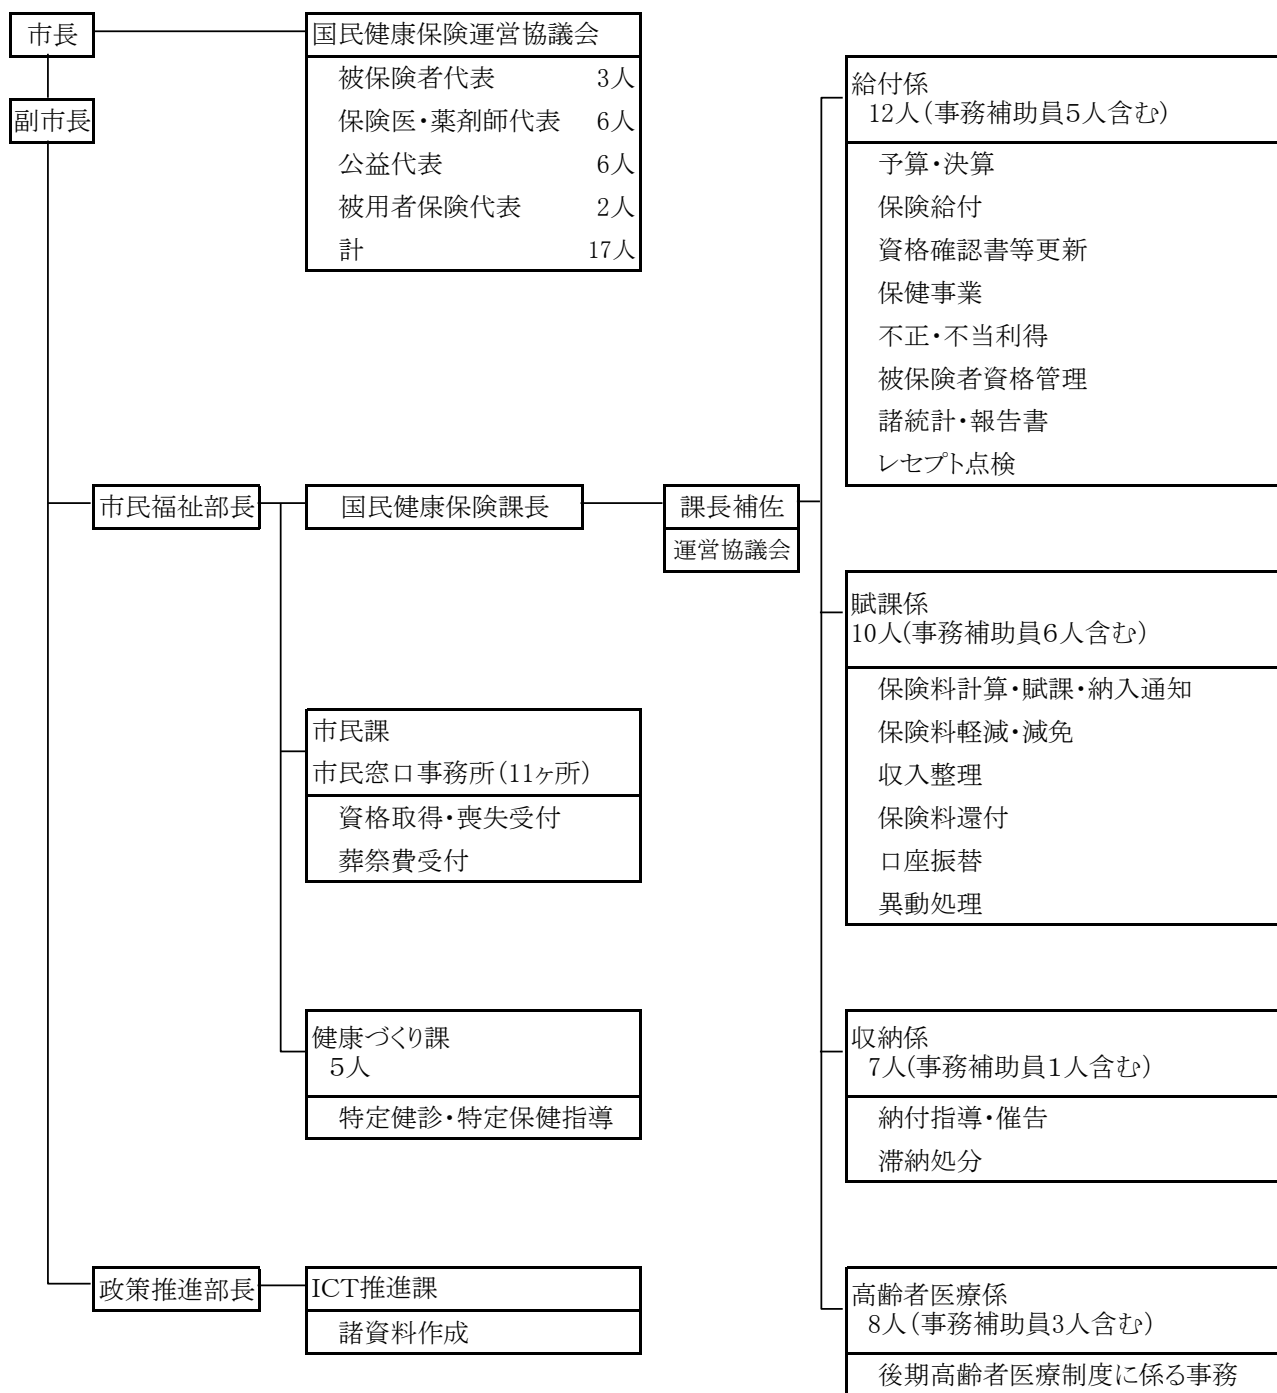 市長
副市長
国民健康保険運営協議会
被保険者代表 3人
保険医・薬剤師代表 6人
公益代表 6人
被用者保険代表 2人
計 17人
市民福祉部長
国民健康保険課長
課長補佐
運営協議会
市民課
市民窓口事務所(11ヶ所)
資格取得・喪失受付
葬祭費受付
健康づくり課
5人
特定健診・特定保健指導
政策推進部長
ICT推進課
諸資料作成
給付係
12人(事務補助員5人含む)
予算・決算
保険給付
資格確認書等更新
保健事業
不正・不当利得
被保険者資格管理
諸統計・報告書
レセプト点検
賦課係
10人(事務補助員6人含む)
保険料計算・賦課・納入通知
保険料軽減・減免
収入整理
保険料還付
口座振替
異動処理
収納係
7人(事務補助員1人含む)
納付指導・催告
滞納処分
高齢者医療係
8人(事務補助員3人含む)
後期高齢者医療制度に係る事務